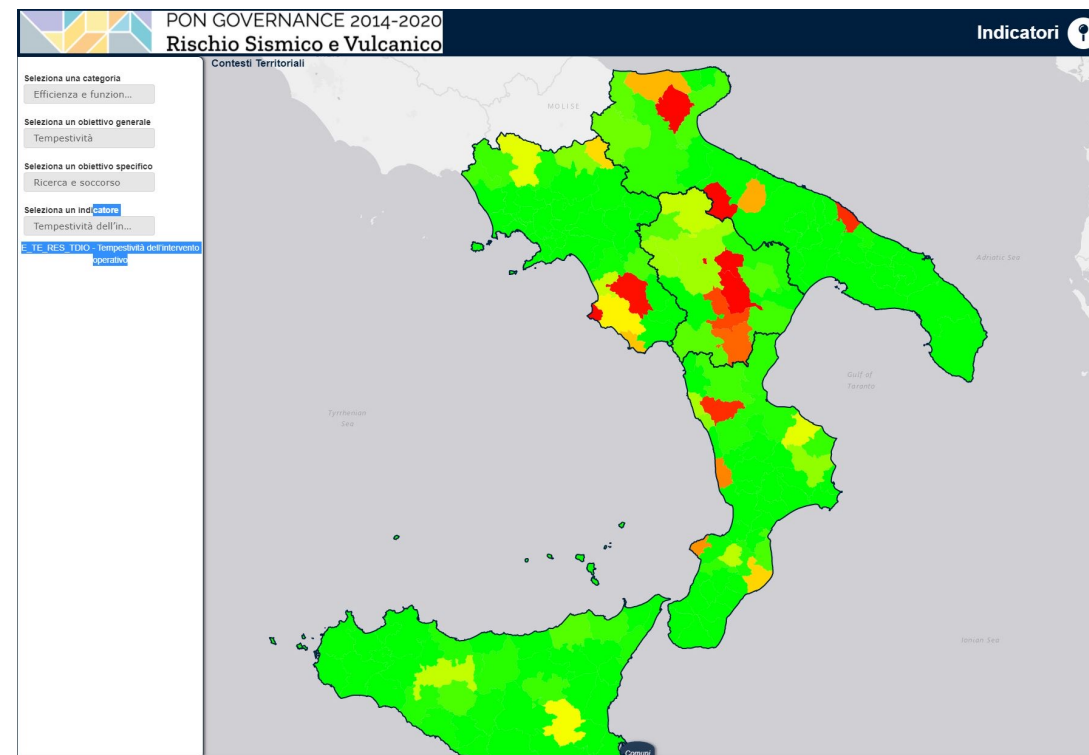 PON GOVERNANCE 2014-2020
Rischio Sismico e Vulcanico
Indicatori
Contesti Territoriali
Seleziona una categoria
Efficienza e funzion...
Seleziona un obiettivo generale
Tempestività
Seleziona un obiettivo specifico
Ricerca e soccorso
Seleziona un indicatore
Tempestività dell'in...
E_TE_RES_TDIO - Tempestività dell'intervento
operativo
MOLISE
Adriatic Sea
Gulf of
Taranto
Tyrrhenian
Sea
Ionian Sea
Comuni